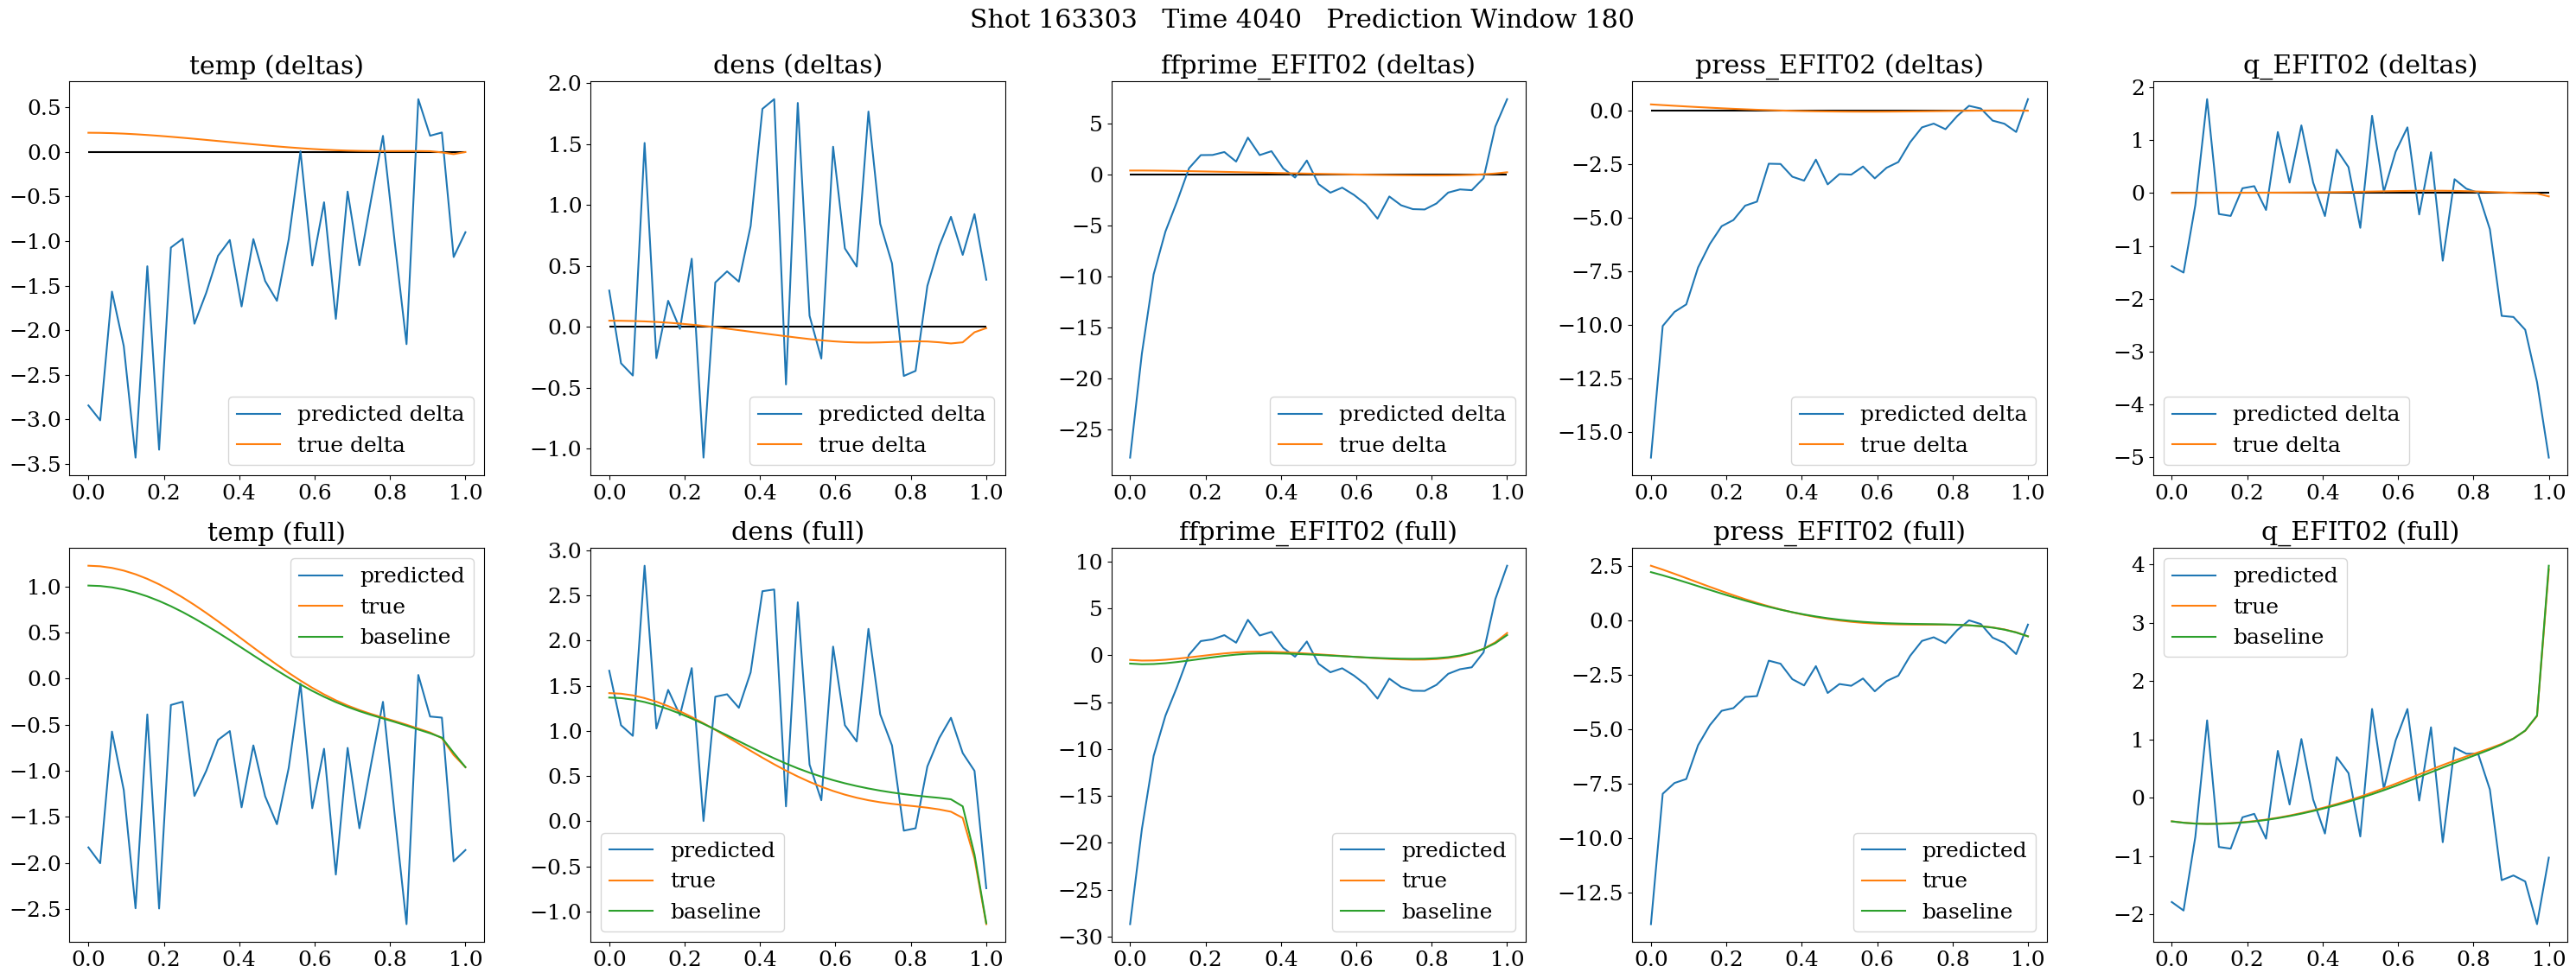 Shot 163303   Time 4040   Prediction Window 180
temp (deltas)
0.5
0.0
−0.5
−1.0
−1.5
−2.0
−2.5
−3.0
−3.5
0.0 0.2 0.4 0.6 0.8 1.0
predicted delta
true delta
dens (deltas)
2.0
1.5
1.0
0.5
0.0
−0.5
−1.0
0.0 0.2 0.4 0.6 0.8 1.0
predicted delta
true delta
ffprime_EFIT02 (deltas)
5
0
−5
−10
−15
−20
−25
0.0 0.2 0.4 0.6 0.8 1.0
predicted delta
true delta
press_EFIT02 (deltas)
0.0
−2.5
−5.0
−7.5
−10.0
−12.5
−15.0
0.0 0.2 0.4 0.6 0.8 1.0
predicted delta
true delta
q_EFIT02 (deltas)
2
1
0
−1
−2
−3
−4
−5
0.0 0.2 0.4 0.6 0.8 1.0
predicted delta
true delta
temp (full)
1.0
0.5
0.0
−0.5
−1.0
−1.5
−2.0
−2.5
0.0 0.2 0.4 0.6 0.8 1.0
predicted
true
baseline
dens (full)
3.0
2.5
2.0
1.5
1.0
0.5
0.0
−0.5
−1.0
0.0 0.2 0.4 0.6 0.8 1.0
predicted
true
baseline
ffprime_EFIT02 (full)
10
5
0
−5
−10
−15
−20
−25
−30
0.0 0.2 0.4 0.6 0.8 1.0
predicted
true
baseline
press_EFIT02 (full)
2.5
0.0
−2.5
−5.0
−7.5
−10.0
−12.5
0.0 0.2 0.4 0.6 0.8 1.0
predicted
true
baseline
q_EFIT02 (full)
4
3
2
1
0
−1
−2
0.0 0.2 0.4 0.6 0.8 1.0
predicted
true
baseline